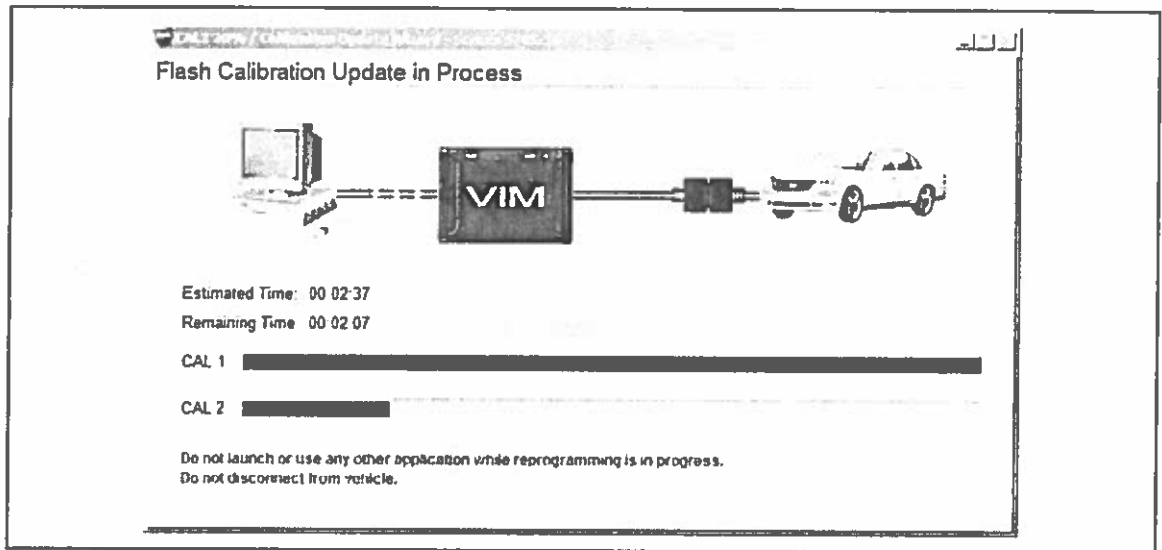 Flash Calibration Update in Process
VIM
Estimated Time: 00 02:37
Remaining Time 00 02 07
CAL 1
CAL 2
Do not launch or use any other application while reprogramming is in progress.
Do not disconnect from vehicle.